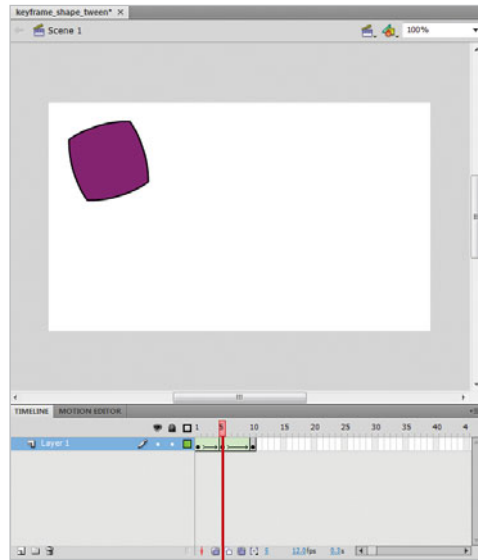 keyframe_shape_tween* ×
Scene 1
100%
TIMELINE
MOTION EDITOR
1 5 10 15 20 25 30 35 40 4
Layer 1
5 12.0fps 0.3s